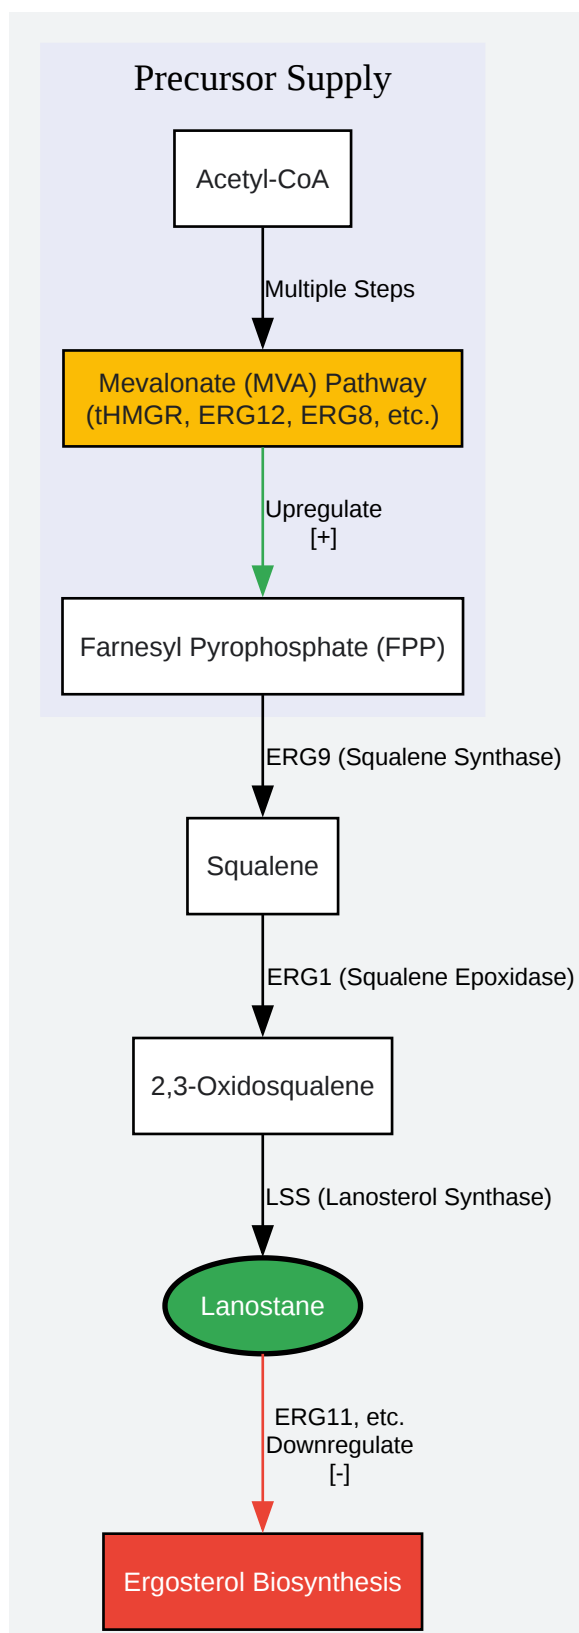 Precursor Supply
Acetyl-CoA
Multiple Steps
Mevalonate (MVA) Pathway
(tHMGR, ERG12, ERG8, etc.)
Upregulate
[+]
Farnesyl Pyrophosphate (FPP)
ERG9 (Squalene Synthase)
Squalene
ERG1 (Squalene Epoxidase)
2,3-Oxidosqualene
LSS (Lanosterol Synthase)
Lanostane
ERG11, etc.
Downregulate
[-]
Ergosterol Biosynthesis